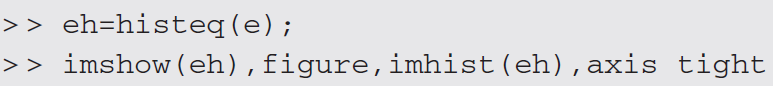 >> eh=histeq(e);
>> imshow(eh),figure,imhist(eh),axis tight